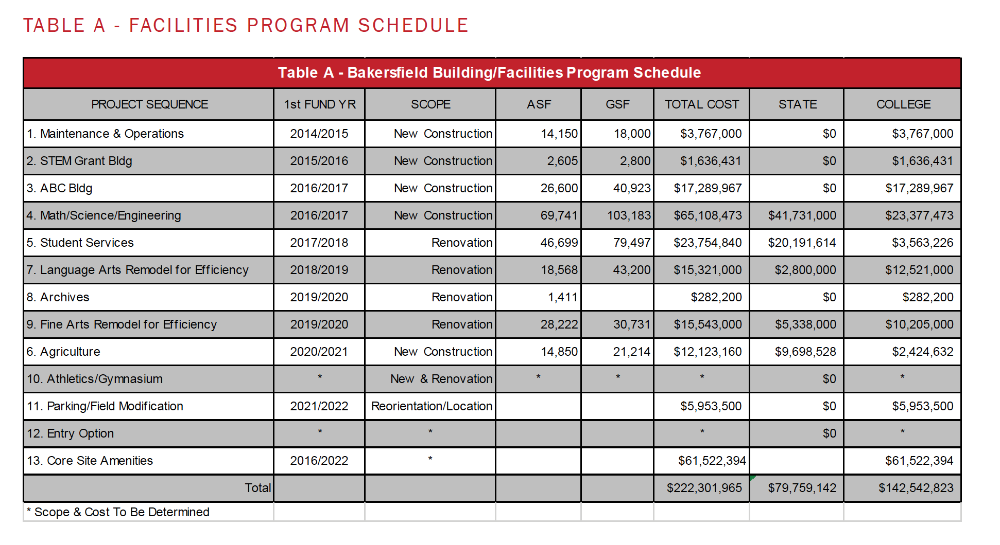 TABLE A - FACILITIES PROGRAM SCHEDULE
Table A - Bakersfield Building/Facilities Program Schedule
PROJECT SEQUENCE 1st FUND YR SCOPE ASF GSF TOTAL COST STATE COLLEGE
1. Maintenance & Operations 2014/2015 New Construction 14,150 18,000 $3,767,000 $0 $3,767,000
2. STEM Grant Bldg 2015/2016 New Construction 2,605 2,800 $1,636,431 $0 $1,636,431
3. ABC Bldg 2016/2017 New Construction 26,600 40,923 $17,289,967 $0 $17,289,967
4. Math/Science/Engineering 2016/2017 New Construction 69,741 103,183 $65,108,473 $41,731,000 $23,377,473
5. Student Services 2017/2018 Renovation 46,699 79,497 $23,754,840 $20,191,614 $3,563,226
7. Language Arts Remodel for Efficiency 2018/2019 Renovation 18,568 43,200 $15,321,000 $2,800,000 $12,521,000
8. Archives 2019/2020 Renovation 1,411 $282,200 $0 $282,200
9. Fine Arts Remodel for Efficiency 2019/2020 Renovation 28,222 30,731 $15,543,000 $5,338,000 $10,205,000
6. Agriculture 2020/2021 New Construction 14,850 21,214 $12,123,160 $9,698,528 $2,424,632
10. Athletics/Gymnasium * New & Renovation * * * $0 *
11. Parking/Field Modification 2021/2022 Reorientation/Location $5,953,500 $0 $5,953,500
12. Entry Option * * * $0 *
13. Core Site Amenities 2016/2022 * $61,522,394 $61,522,394
Total $222,301,965 $79,759,142 $142,542,823
* Scope & Cost To Be Determined